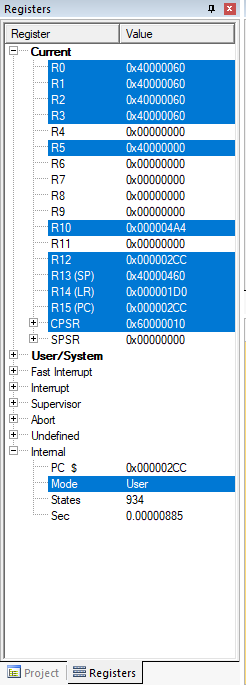 Registers
Register Value
Current
R0 0x40000060
R1 0x40000060
R2 0x40000060
R3 0x40000060
R4 0x00000000
R5 0x40000000
R6 0x00000000
R7 0x00000000
R8 0x00000000
R9 0x00000000
R10 0x000004A4
R11 0x00000000
R12 0x000002CC
R13 (SP) 0x40000460
R14 (LR) 0x000001D0
R15 (PC) 0x000002CC
CPSR 0x60000010
SPSR 0x00000000
User/System
Fast Interrupt
Interrupt
Supervisor
Abort
Undefined
Internal
PC $ 0x000002CC
Mode User
States 934
Sec 0.00000885
Project Registers